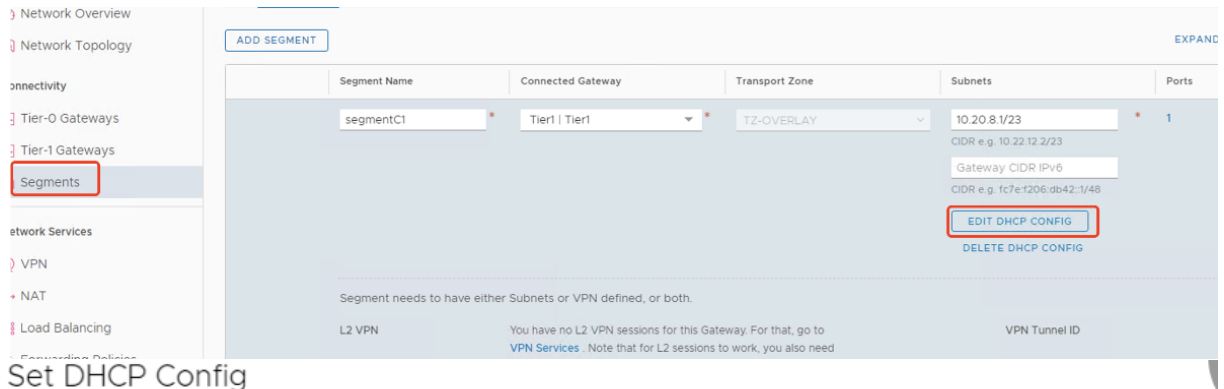 Network Overview
Network Topology
ADD SEGMENT
EXPAND
onnectivity
Segment Name Connected Gateway Transport Zone Subnets Ports
Tier-0 Gateways
segmentC1 * Tier1 | Tier1 * TZ-OVERLAY 10.20.8.1/23 * 1
CIDR e.g. 10.22.12.2/23
Tier-1 Gateways
Gateway CIDR IPv6
Segments
CIDR e.g. fc7e:f206:db42::1/48
EDIT DHCP CONFIG
etwork Services
DELETE DHCP CONFIG
VPN
NAT
Segment needs to have either Subnets or VPN defined, or both.
Load Balancing
L2 VPN You have no L2 VPN sessions for this Gateway. For that, go to VPN Tunnel ID
VPN Services . Note that for L2 sessions to work, you also need
Forwarding Policies
Set DHCP Config